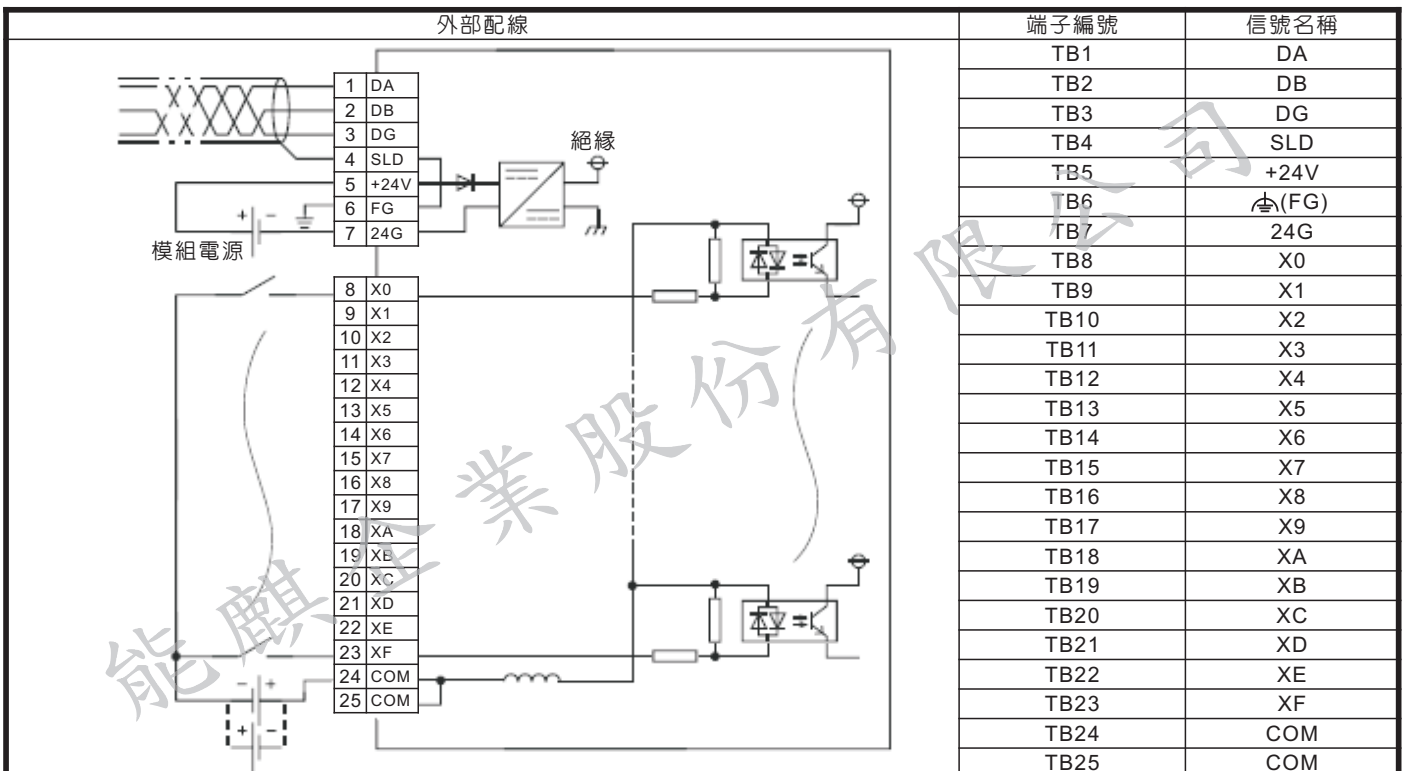 外部配線 端子編號 信號名稱
1 DA
2 DB
3 DG
4 SLD
5 +24V
6 FG
7 24G
絕緣
+ -
模組電源
8 X0
9 X1
10 X2
11 X3
12 X4
13 X5
14 X6
15 X7
16 X8
17 X9
18 XA
19 XB
20 XC
21 XD
22 XE
23 XF
24 COM
25 COM
- +
+ -
TB1 DA
TB2 DB
TB3 DG
TB4 SLD
TB5 +24V
TB6 (FG)
TB7 24G
TB8 X0
TB9 X1
TB10 X2
TB11 X3
TB12 X4
TB13 X5
TB14 X6
TB15 X7
TB16 X8
TB17 X9
TB18 XA
TB19 XB
TB20 XC
TB21 XD
TB22 XE
TB23 XF
TB24 COM
TB25 COM
能麒企業股份有限公司